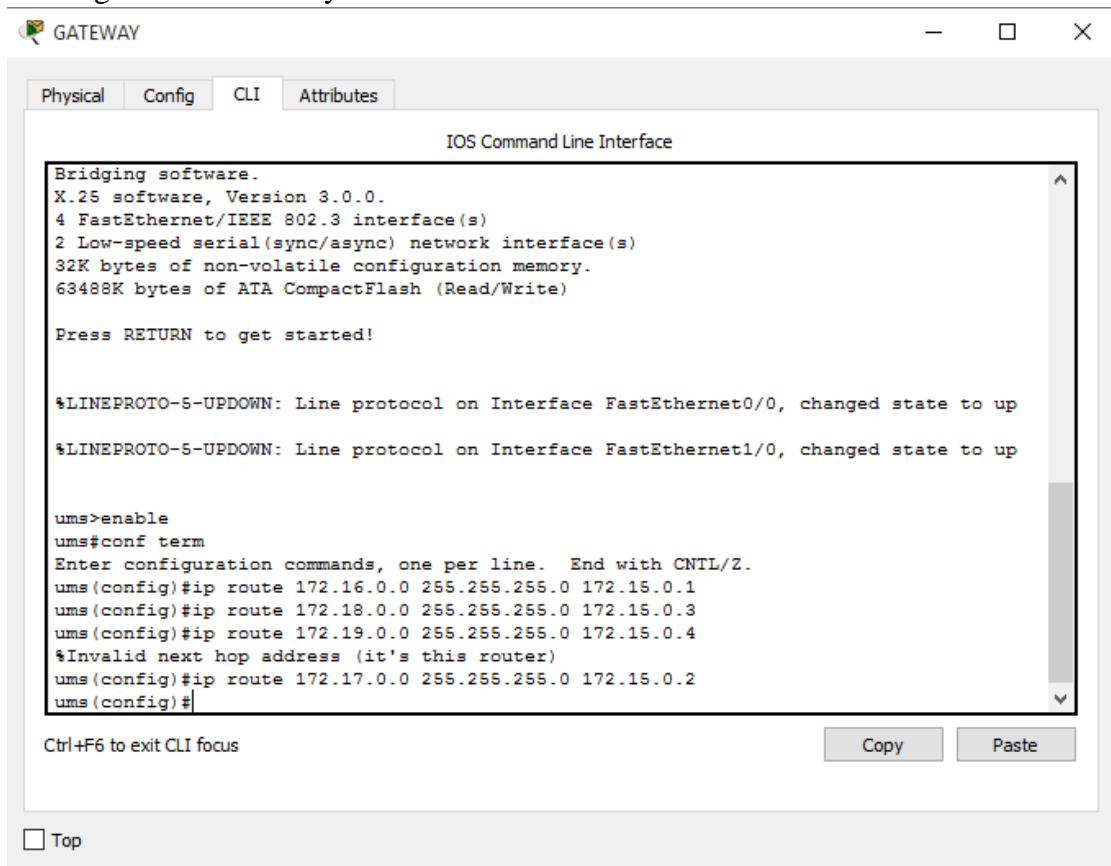 GATEWAY
Physical Config CLI Attributes
IOS Command Line Interface
Bridging software.
X.25 software, Version 3.0.0.
4 FastEthernet/IEEE 802.3 interface(s)
2 Low-speed serial(sync/async) network interface(s)
32K bytes of non-volatile configuration memory.
63488K bytes of ATA CompactFlash (Read/Write)
Press RETURN to get started!
%LINEPROTO-5-UPDOWN: Line protocol on Interface FastEthernet0/0, changed state to up
%LINEPROTO-5-UPDOWN: Line protocol on Interface FastEthernet1/0, changed state to up
ums>enable
ums#conf term
Enter configuration commands, one per line.  End with CNTL/Z.
ums(config)#ip route 172.16.0.0 255.255.255.0 172.15.0.1
ums(config)#ip route 172.18.0.0 255.255.255.0 172.15.0.3
ums(config)#ip route 172.19.0.0 255.255.255.0 172.15.0.4
%Invalid next hop address (it's this router)
ums(config)#ip route 172.17.0.0 255.255.255.0 172.15.0.2
ums(config)#
Ctrl+F6 to exit CLI focus
Copy Paste
Top